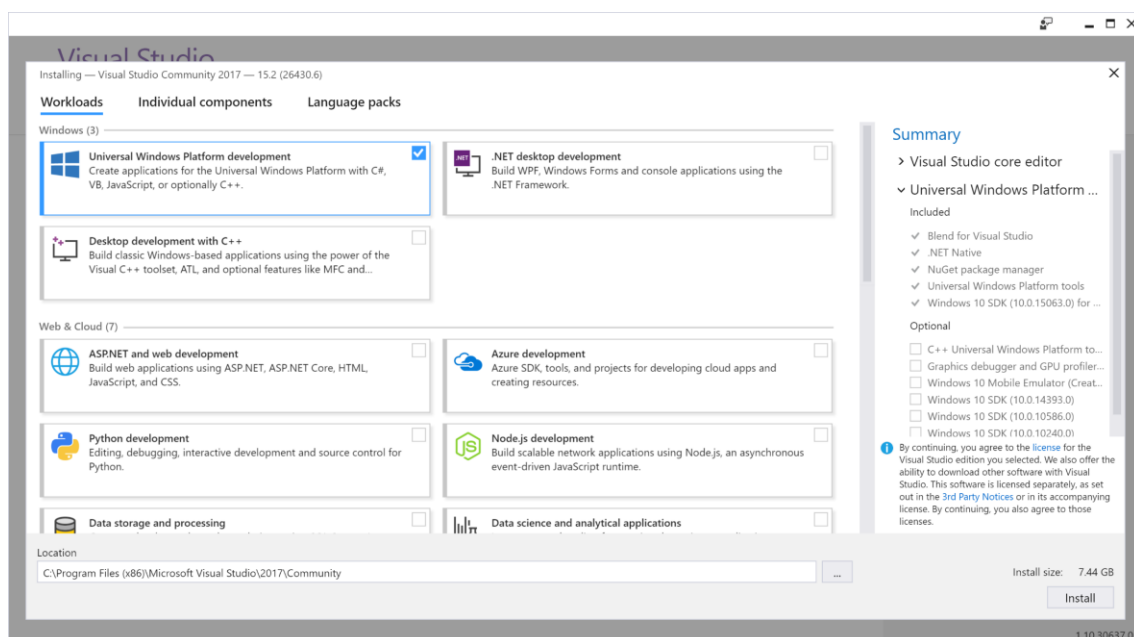 Visual Studio
Installing — Visual Studio Community 2017 — 15.2 (26430.6)
Workloads
Individual components
Language packs
Windows (3)
Universal Windows Platform development
Create applications for the Universal Windows Platform with C#,
VB, JavaScript, or optionally C++.
.NET desktop development
Build WPF, Windows Forms and console applications using the
.NET Framework.
Desktop development with C++
Build classic Windows-based applications using the power of the
Visual C++ toolset, ATL, and optional features like MFC and...
Web & Cloud (7)
ASP.NET and web development
Build web applications using ASP.NET, ASP.NET Core, HTML,
JavaScript, and CSS.
Azure development
Azure SDK, tools, and projects for developing cloud apps and
creating resources.
Python development
Editing, debugging, interactive development and source control for
Python.
Node.js development
Build scalable network applications using Node.js, an asynchronous
event-driven JavaScript runtime.
Data storage and processing
Data science and analytical applications
Summary
Visual Studio core editor
Universal Windows Platform ...
Included
Blend for Visual Studio
.NET Native
NuGet package manager
Universal Windows Platform tools
Windows 10 SDK (10.0.15063.0) for ...
Optional
C++ Universal Windows Platform to...
Graphics debugger and GPU profiler...
Windows 10 Mobile Emulator (Creat...
Windows 10 SDK (10.0.14393.0)
Windows 10 SDK (10.0.10586.0)
Windows 10 SDK (10.0.10240.0)
By continuing, you agree to the license for the
Visual Studio edition you selected. We also offer the
ability to download other software with Visual
Studio. This software is licensed separately, as set
out in the 3rd Party Notices or in its accompanying
license. By continuing, you also agree to those
licenses.
Location
C:\Program Files (x86)\Microsoft Visual Studio\2017\Community
...
Install size: 7.44 GB
Install
1.10.30637.0